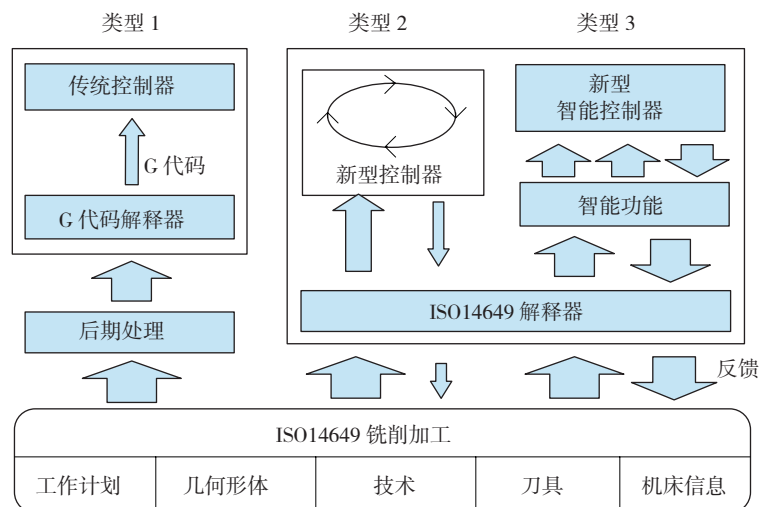 类型 1
类型 2
类型 3
传统控制器
G 代码
G 代码解释器
后期处理
新型控制器
新型
智能控制器
智能功能
ISO14649 解释器
反馈
ISO14649 铣削加工
工作计划
几何形体
技术
刀具
机床信息